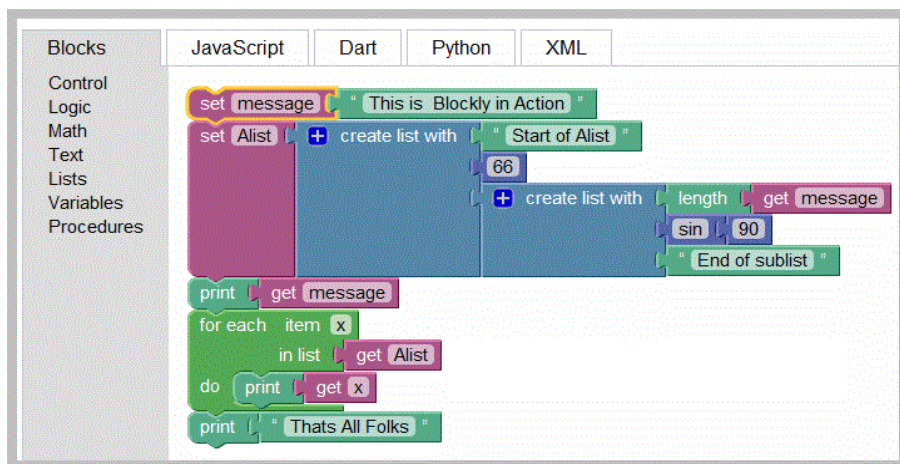 Blocks JavaScript Dart Python XML
Control
Logic
Math
Text
Lists
Variables
Procedures
set message “ This is  Blockly in Action ”
set Alist + create list with “ Start of Alist ”
66
+ create list with length get message
sin 90
“ End of sublist ”
print get message
for each item x
in list get Alist
do print get x
print “ Thats All Folks ”